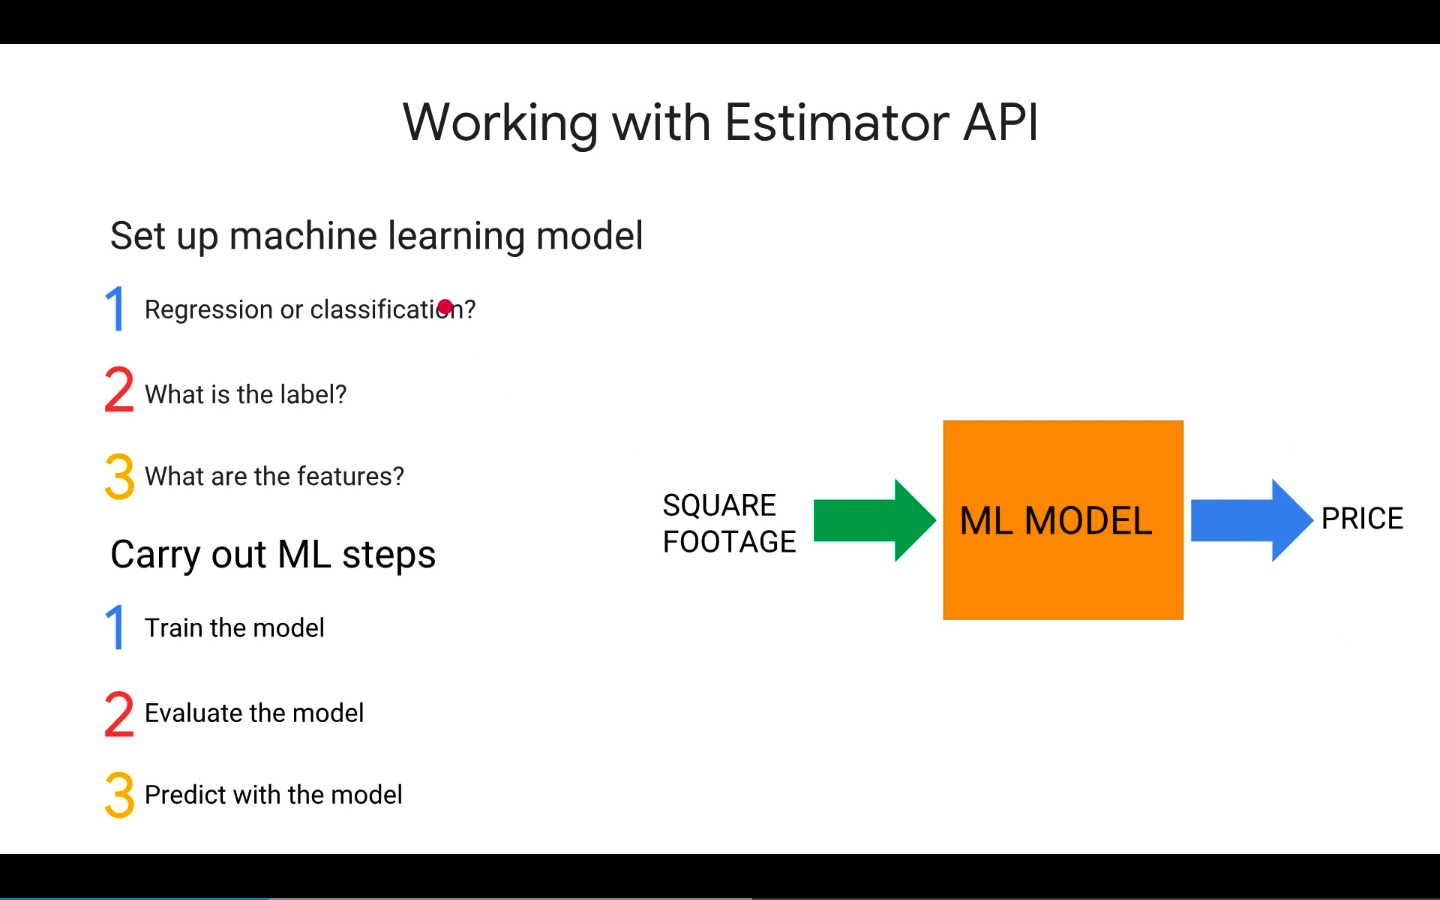 Working with Estimator API
Set up machine learning model
1 Regression or classification?
2 What is the label?
3 What are the features?
Carry out ML steps
1 Train the model
2 Evaluate the model
3 Predict with the model
SQUARE
FOOTAGE
ML MODEL
PRICE